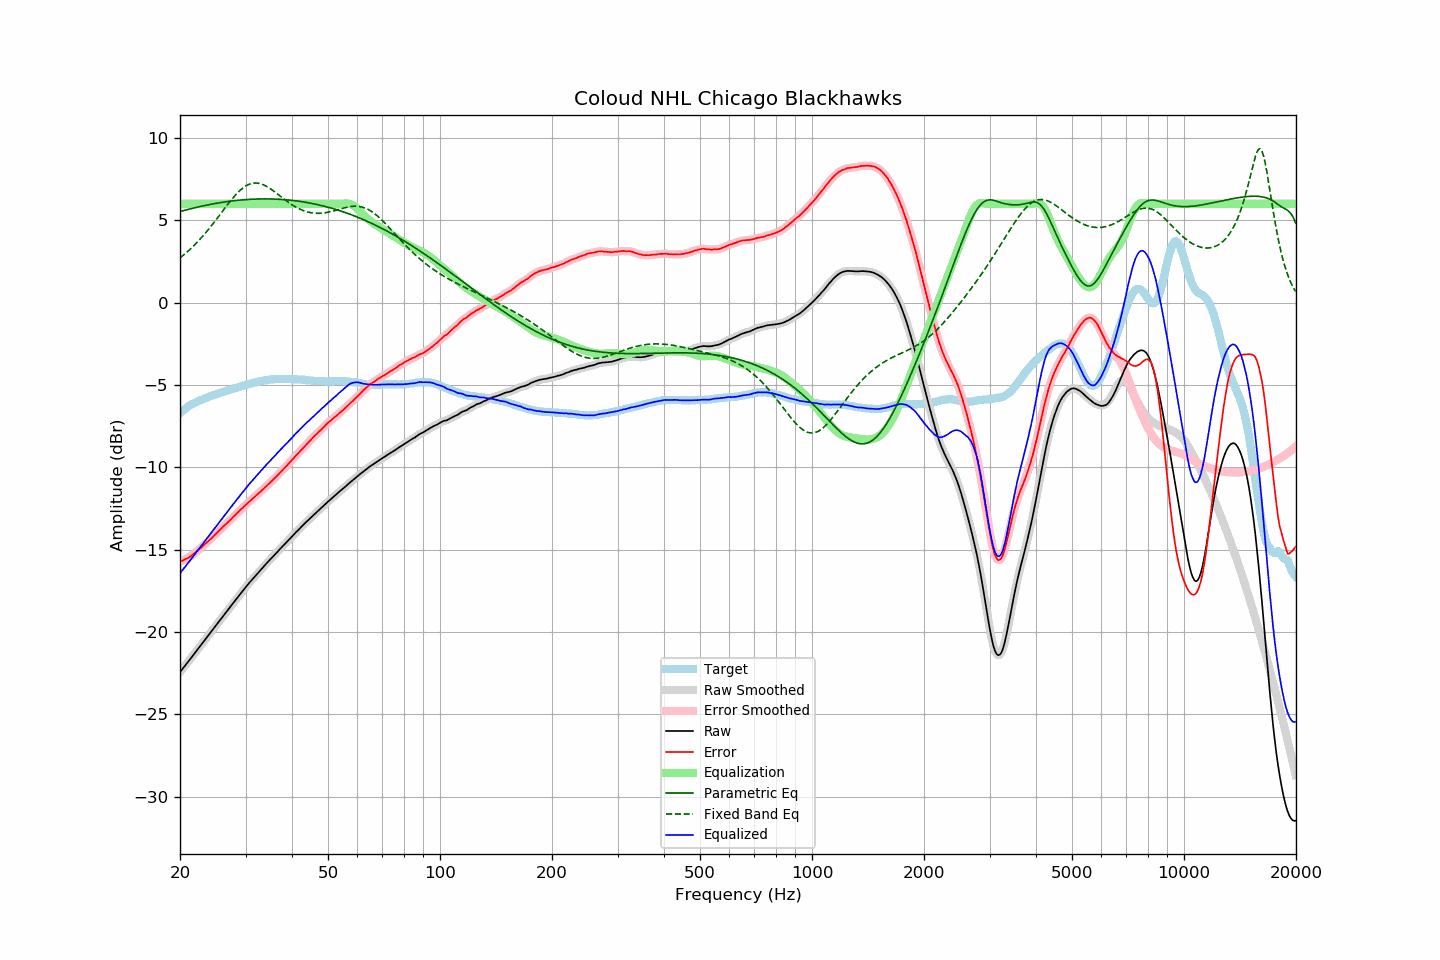 Coloud NHL Chicago Blackhawks
Amplitude (dBr)
10
5
0
−5
−10
−15
−20
−25
−30
Target
Raw Smoothed
Error Smoothed
Raw
Error
Equalization
Parametric Eq
Fixed Band Eq
Equalized
20 50 100 200 500 1000 2000 5000 10000 20000
Frequency (Hz)